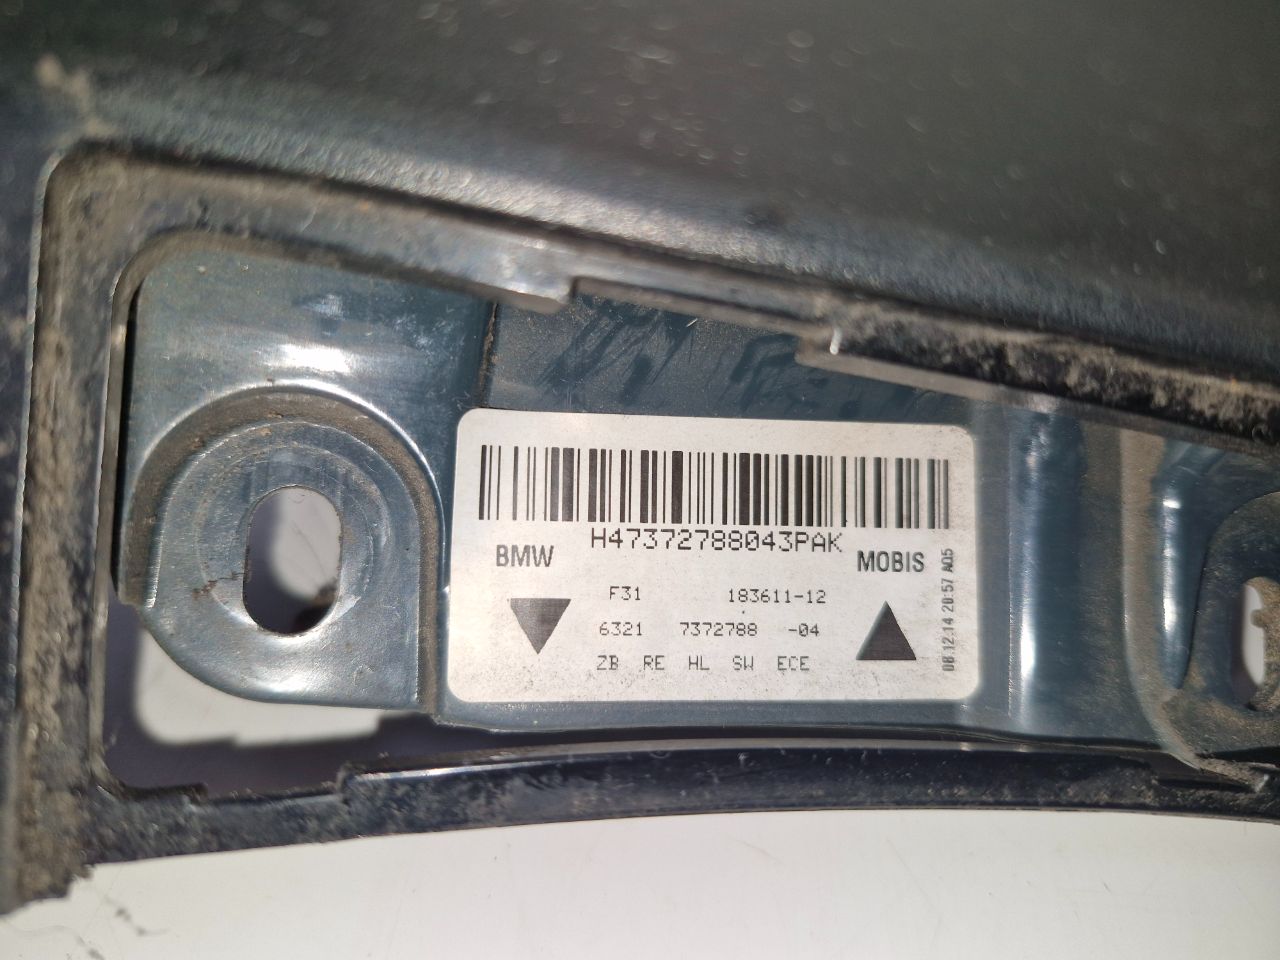 H47372788043PAK
BMW MOBIS
F31 183611-12
6321 7372788 -04
ZB RE HL SW ECE
08.12.14 20:57 A05